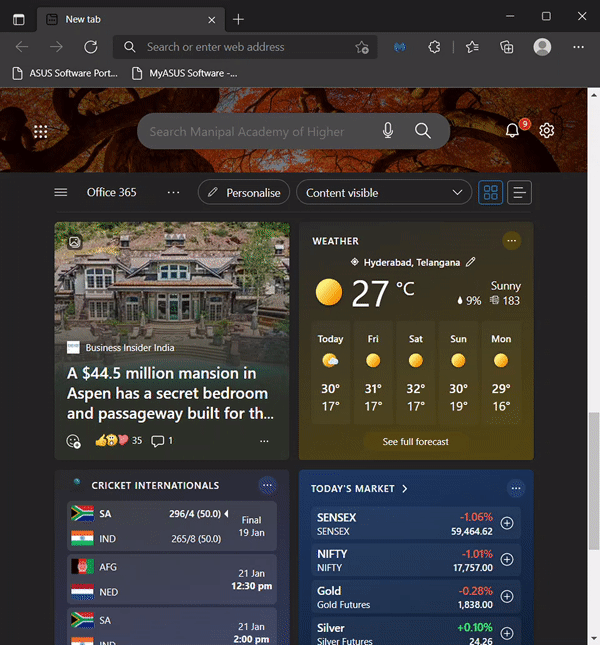 New tab
Search or enter web address
ASUS Software Port...
MyASUS Software -...
Search Manipal Academy of Higher
9
Office 365
Personalise
Content visible
Business Insider India
A $44.5 million mansion in
Aspen has a secret bedroom
and passageway built for th...
35
1
WEATHER
Hyderabad, Telangana
27 °C
Sunny
9% 183
Today Fri Sat Sun Mon
30° 31° 32° 30° 29°
17° 17° 17° 19° 16°
See full forecast
CRICKET INTERNATIONALS
SA 296/4 (50.0)
IND 265/8 (50.0)
Final
19 Jan
AFG
NED
21 Jan
12:30 pm
SA
IND
21 Jan
2:00 pm
TODAY'S MARKET
SENSEX -1.06%
SENSEX 59,464.62
NIFTY -1.01%
NIFTY 17,757.00
Gold -0.28%
Gold Futures 1,838.00
Silver +0.10%
Silver Futures 24.26